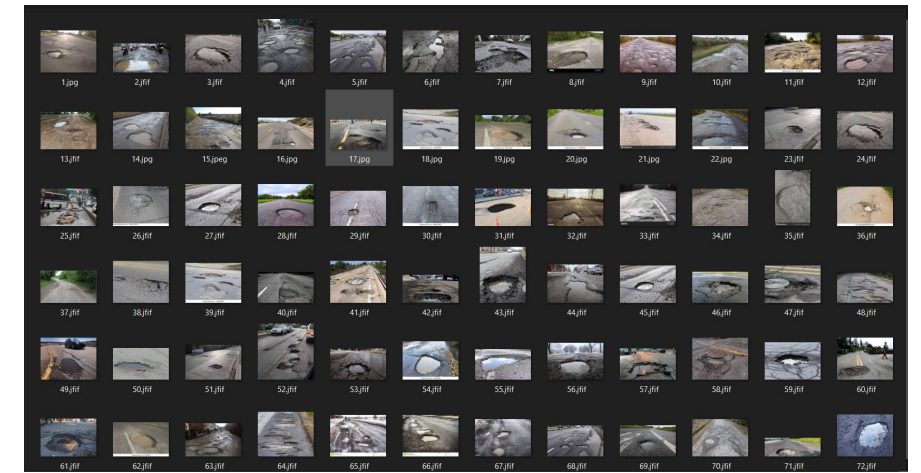 1.jpg 2.jfif 3.jfif 4.jfif 5.jfif 6.jfif 7.jfif 8.jfif 9.jfif 10.jfif 11.jfif 12.jfif
13.jfif 14.jpg 15.jpeg 16.jpg 17.jpg 18.jpg 19.jpg 20.jpg 21.jpg 22.jpg 23.jfif 24.jfif
25.jfif 26.jfif 27.jfif 28.jfif 29.jfif 30.jfif 31.jfif 32.jfif 33.jfif 34.jfif 35.jfif 36.jfif
37.jfif 38.jfif 39.jfif 40.jfif 41.jfif 42.jfif 43.jfif 44.jfif 45.jfif 46.jfif 47.jfif 48.jfif
49.jfif 50.jfif 51.jfif 52.jfif 53.jfif 54.jfif 55.jfif 56.jfif 57.jfif 58.jfif 59.jfif 60.jfif
61.jfif 62.jfif 63.jfif 64.jfif 65.jfif 66.jfif 67.jfif 68.jfif 69.jfif 70.jfif 71.jfif 72.jfif